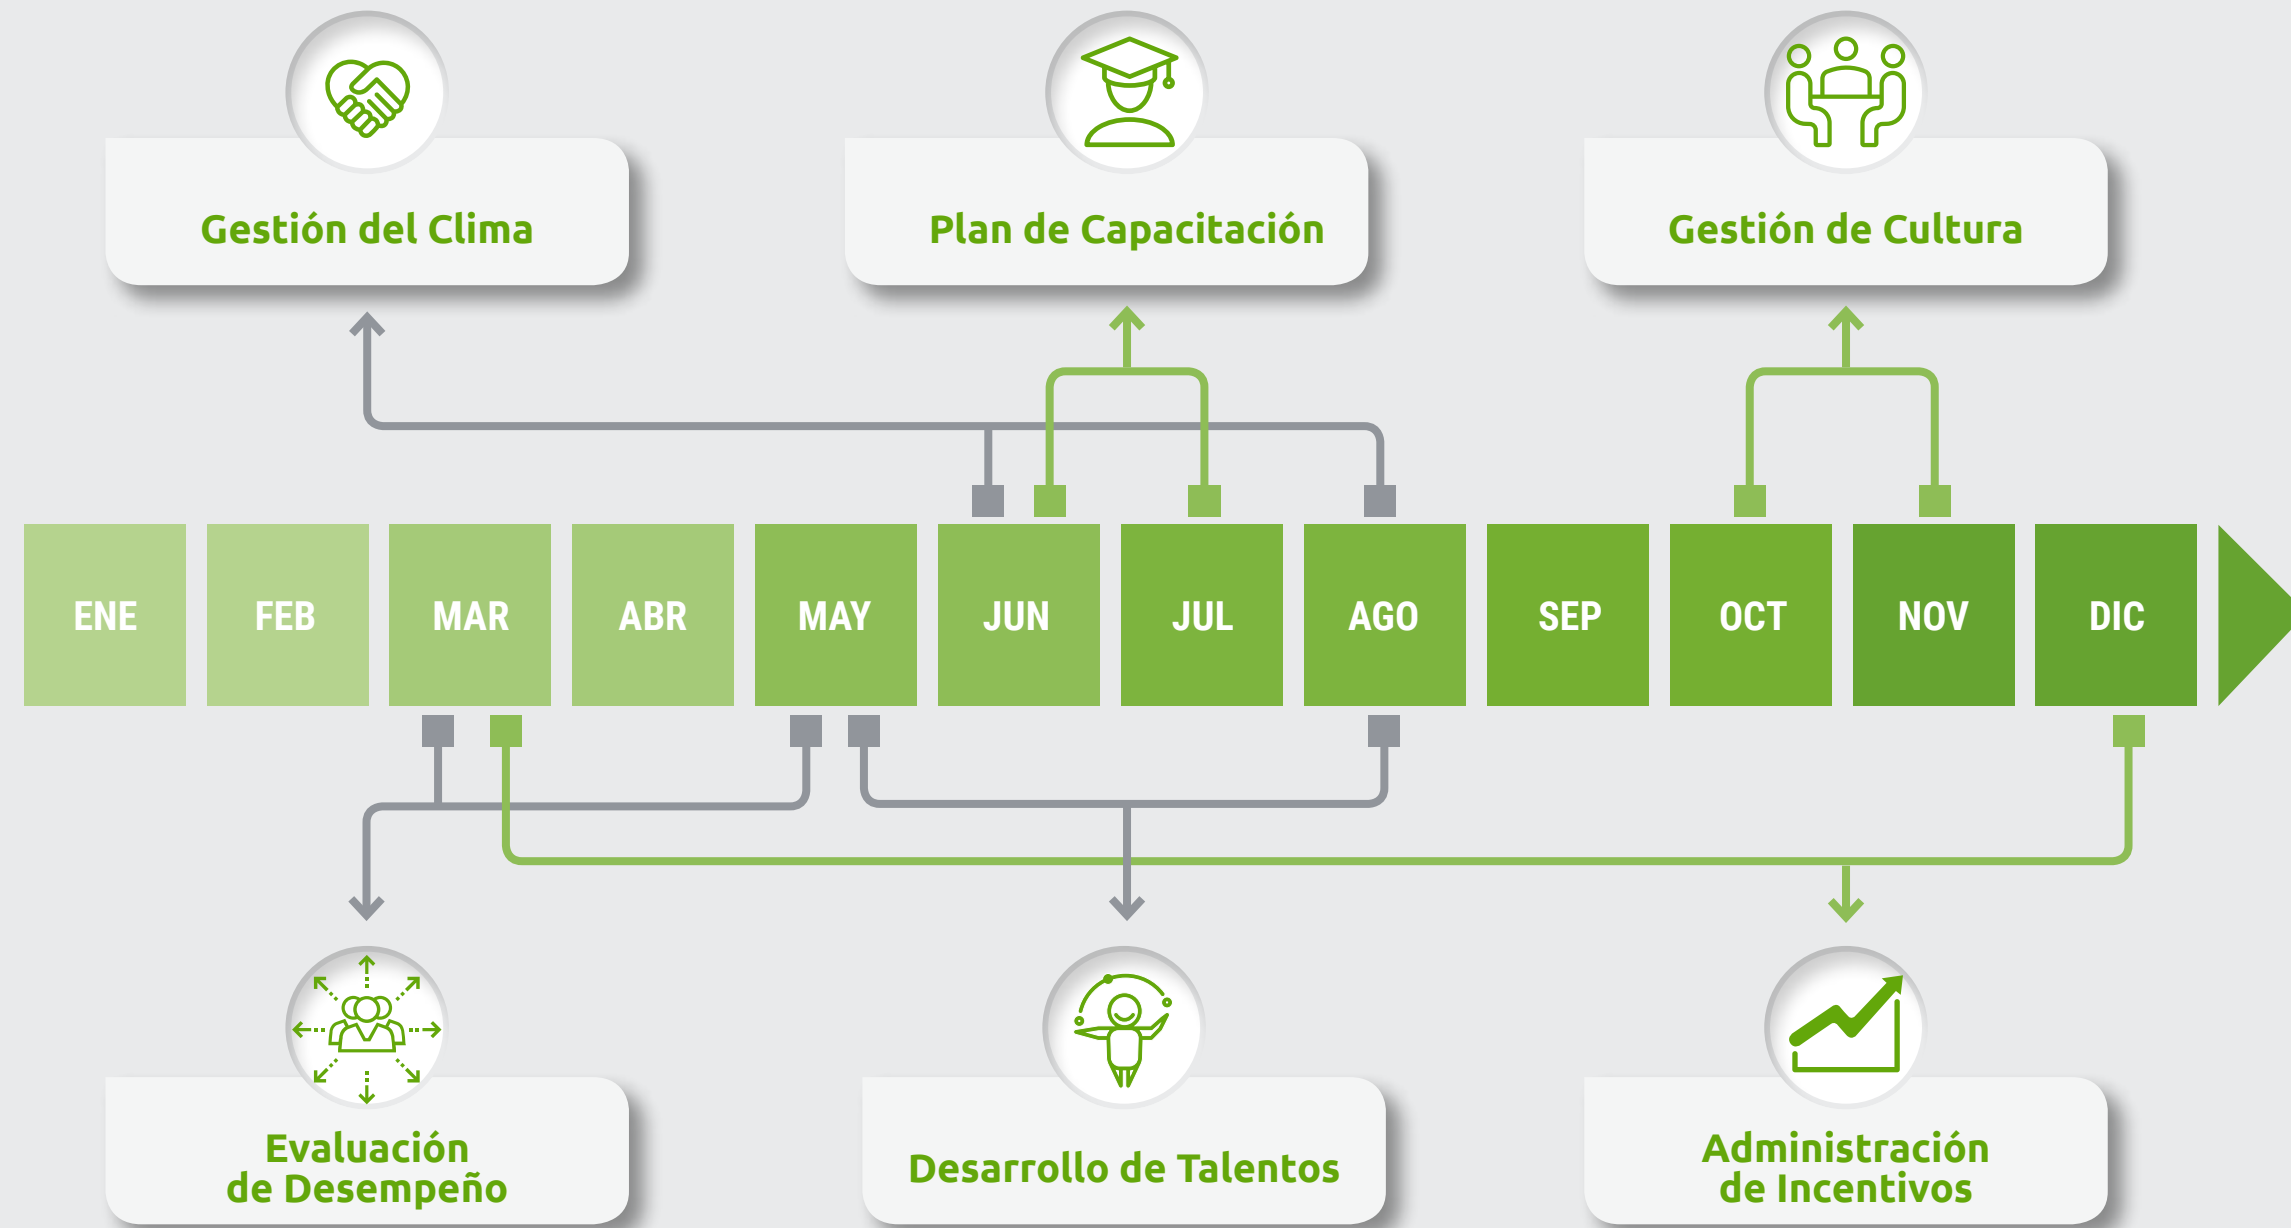 Gestión del Clima
Plan de Capacitación
Gestión de Cultura
ENE
FEB
MAR
ABR
MAY
JUN
JUL
AGO
SEP
OCT
NOV
DIC
Evaluación
de Desempeño
Desarrollo de Talentos
Administración
de Incentivos